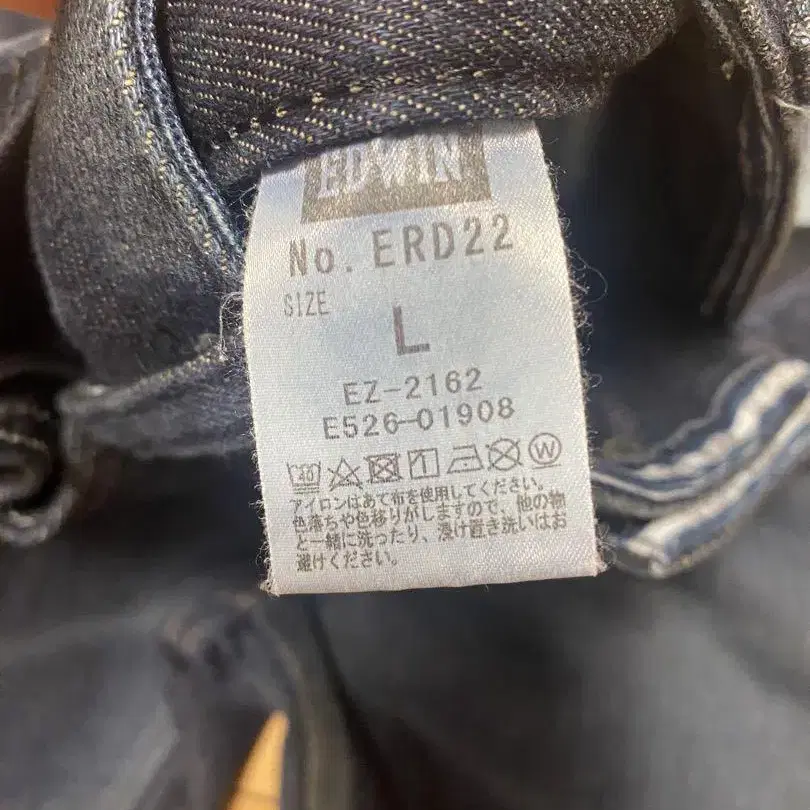 EDWIN
No. ERD22
SIZE
L
EZ-2162
E526-01908
40 W
アイロンはあて布を使用してください。
色落ちや色移りがしますので、他の物
と一緒に洗ったり、浸け置き洗いはお
避けください。